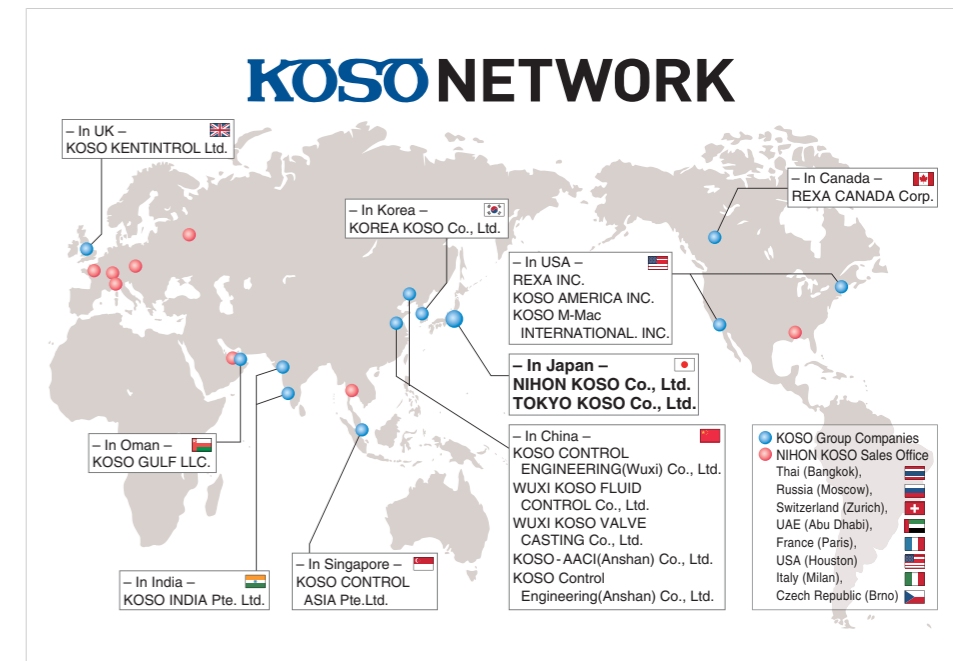 KOSO NETWORK
– In UK –
KOSO KENTINTROL Ltd.
– In Canada –
REXA CANADA Corp.
– In Korea –
KOREA KOSO Co., Ltd.
– In USA –
REXA INC.
KOSO AMERICA INC.
KOSO M-Mac
INTERNATIONAL. INC.
– In Japan –
NIHON KOSO Co., Ltd.
TOKYO KOSO Co., Ltd.
– In Oman –
KOSO GULF LLC.
– In China –
KOSO CONTROL
ENGINEERING(Wuxi) Co., Ltd.
WUXI KOSO FLUID
CONTROL Co., Ltd.
WUXI KOSO VALVE
CASTING Co., Ltd.
KOSO-AACI(Anshan) Co., Ltd.
KOSO Control
Engineering(Anshan) Co., Ltd.
– In India –
KOSO INDIA Pte. Ltd.
– In Singapore –
KOSO CONTROL
ASIA Pte.Ltd.
KOSO Group Companies
NIHON KOSO Sales Office
Thai (Bangkok),
Russia (Moscow),
Switzerland (Zurich),
UAE (Abu Dhabi),
France (Paris),
USA (Houston)
Italy (Milan),
Czech Republic (Brno)